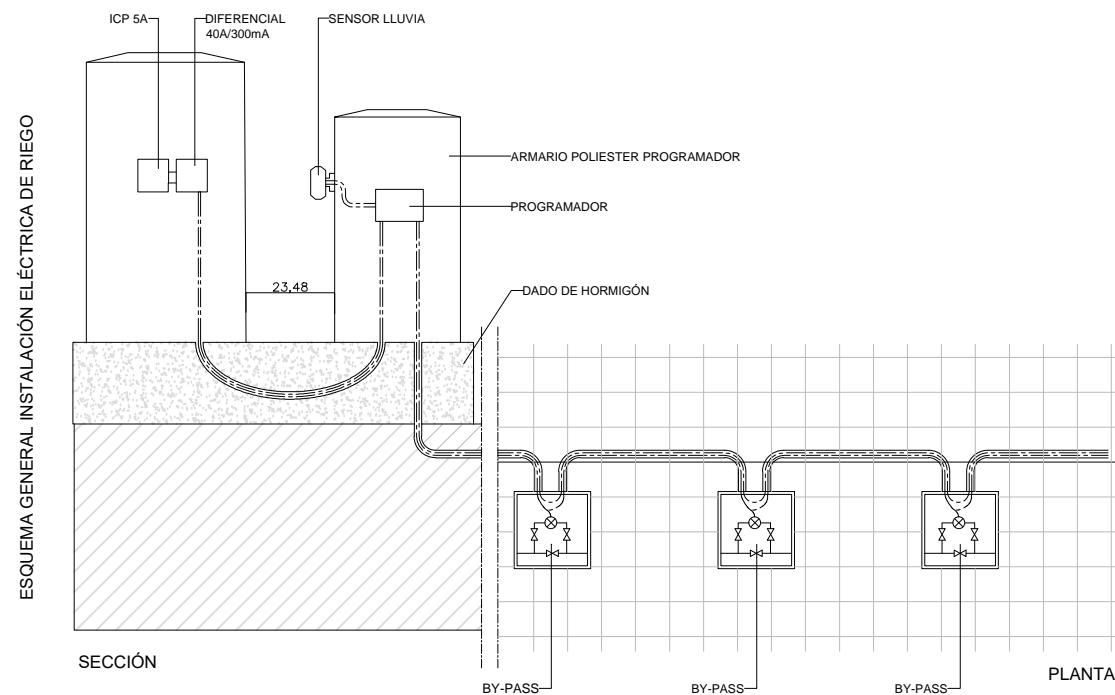 ESQUEMA GENERAL INSTALACIÓN ELÉCTRICA DE RIEGO
ICP 5A
DIFERENCIAL
40A/300mA
SENSOR LLUVIA
ARMARIO POLIESTER PROGRAMADOR
PROGRAMADOR
23,48
DADO DE HORMIGÓN
SECCIÓN
PLANTA
BY-PASS
BY-PASS
BY-PASS